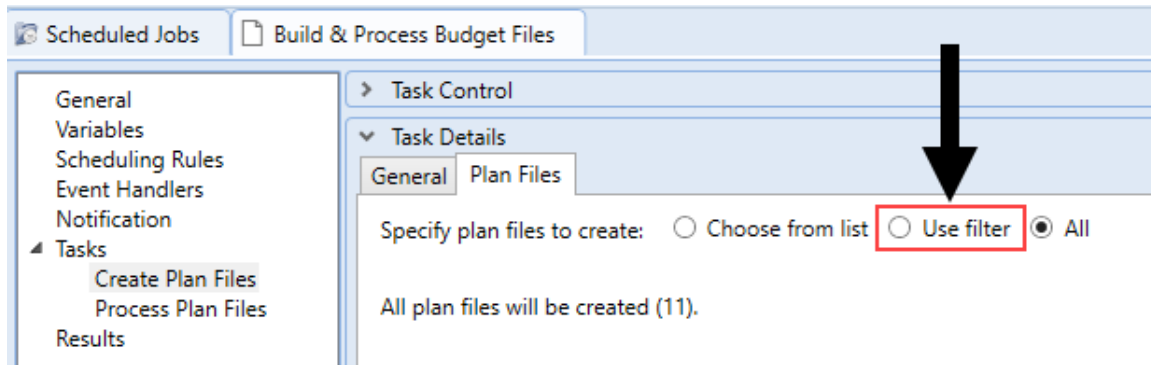 Scheduled Jobs
Build & Process Budget Files
General
Variables
Scheduling Rules
Event Handlers
Notification
Tasks
Create Plan Files
Process Plan Files
Results
Task Control
Task Details
General
Plan Files
Specify plan files to create: Choose from list Use filter All
All plan files will be created (11).